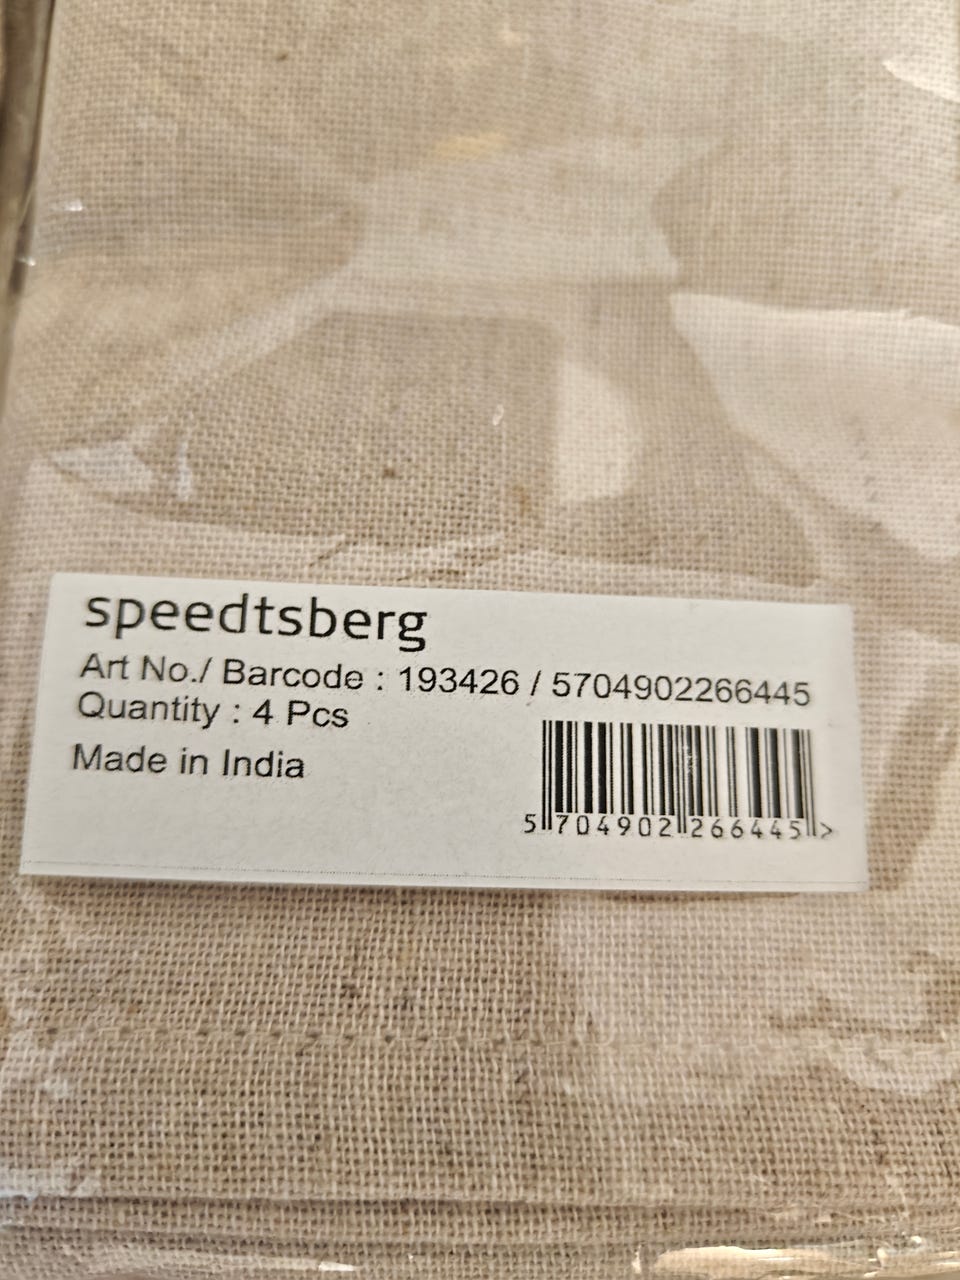 speedtsberg
Art No./ Barcode : 193426 / 5704902266445
Quantity : 4 Pcs
Made in India
5 704902 266445 >